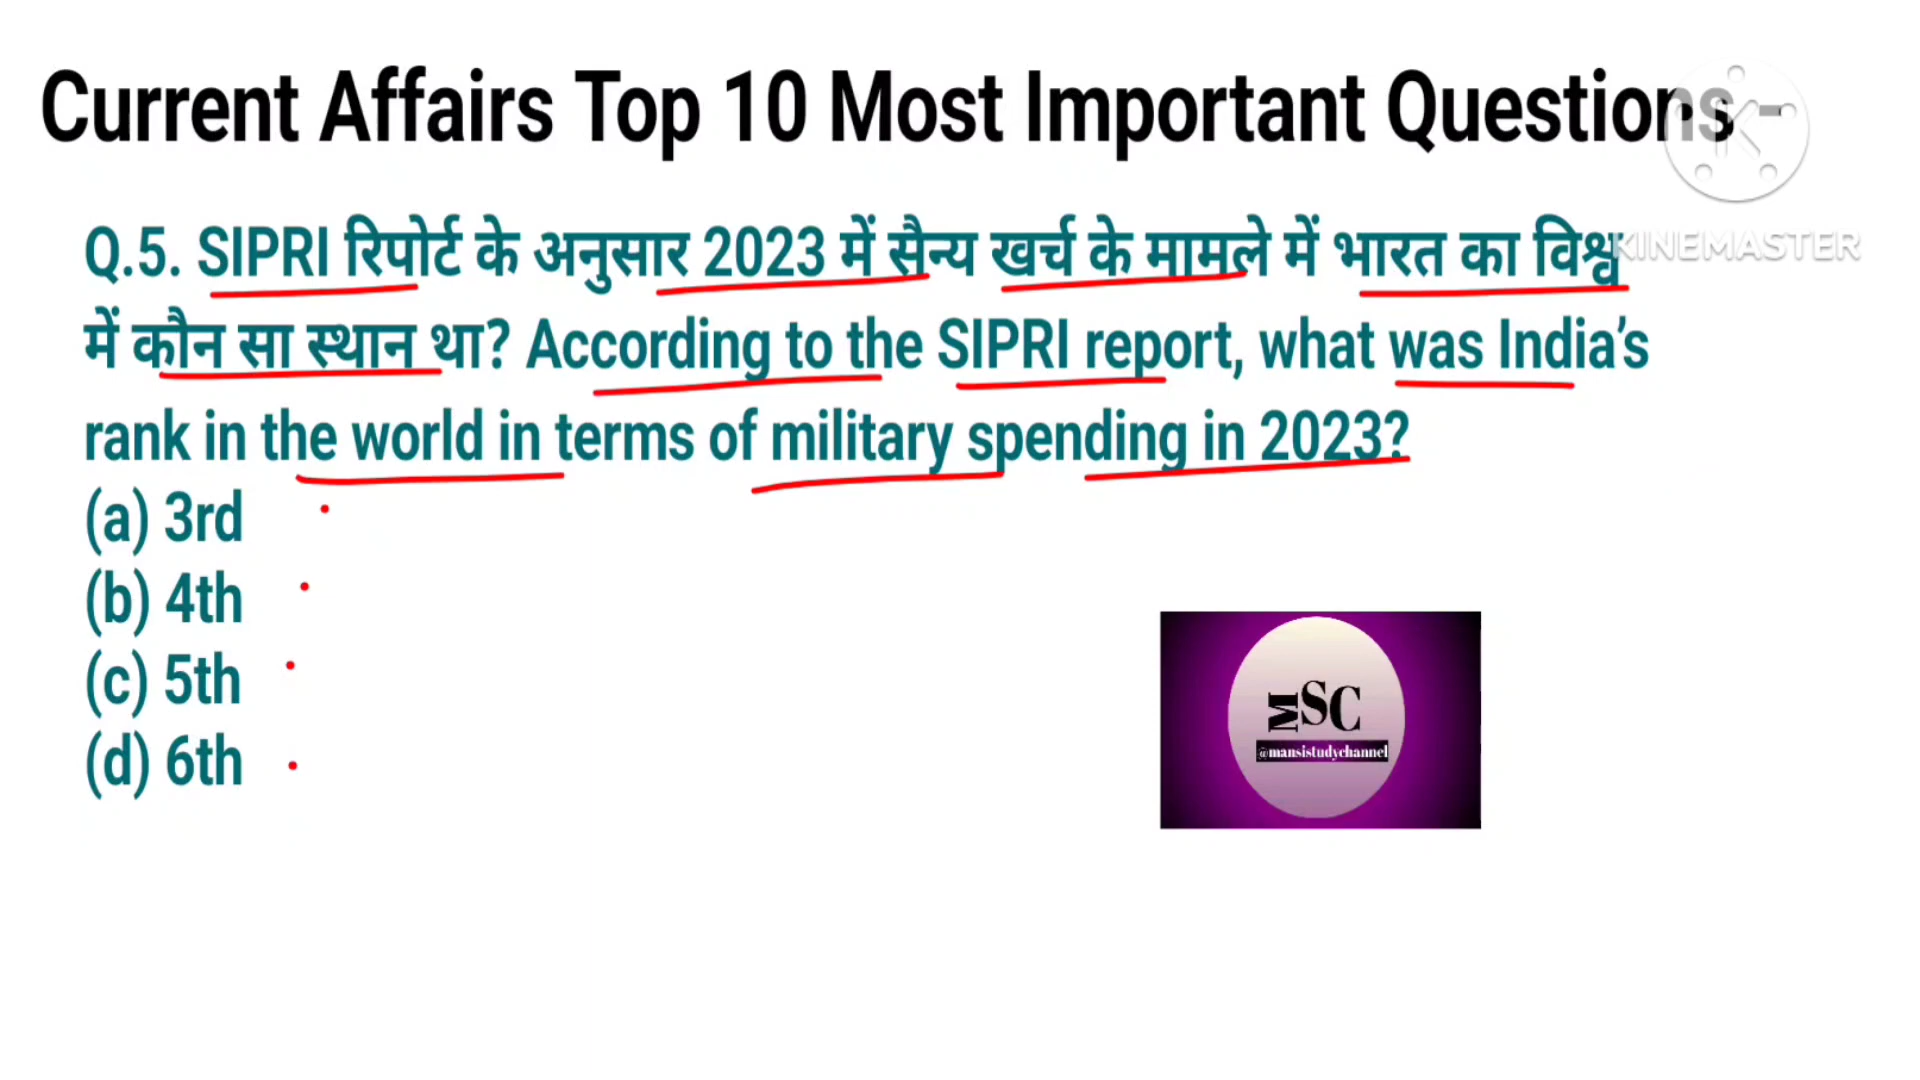 Current Affairs Top 10 Most Important Questions -
KINEMASTER
Q.5. SIPRI रिपोर्ट के अनुसार 2023 में सैन्य खर्च के मामले में भारत का विश्व
में कौन सा स्थान था? According to the SIPRI report, what was India’s
rank in the world in terms of military spending in 2023?
(a) 3rd
(b) 4th
(c) 5th
(d) 6th
MSC
@mansistudychannel